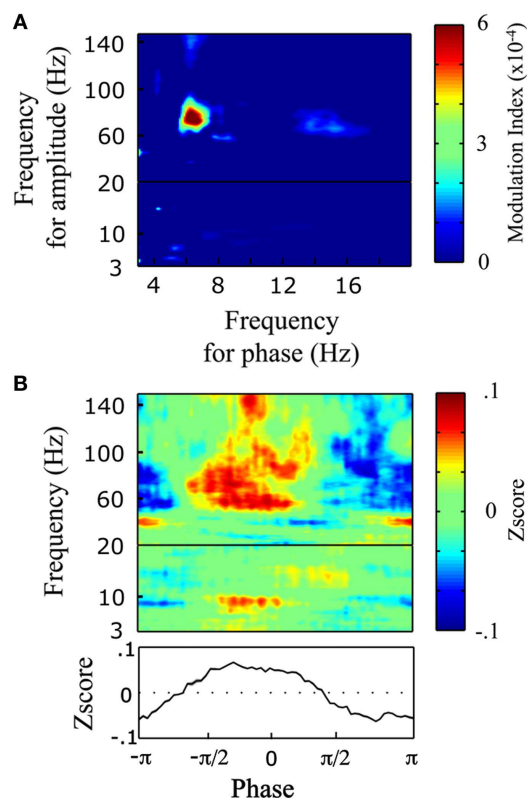 A
Frequency
for amplitude (Hz)
140
100
60
20
10
3
4 8 12 16
Frequency
for phase (Hz)
6
3
0
Modulation Index (x10-4)
B
Frequency (Hz)
140
100
60
20
10
3
.1
0
-.1
Zscore
Zscore
.1
0
-.1
-π -π/2 0 π/2 π
Phase